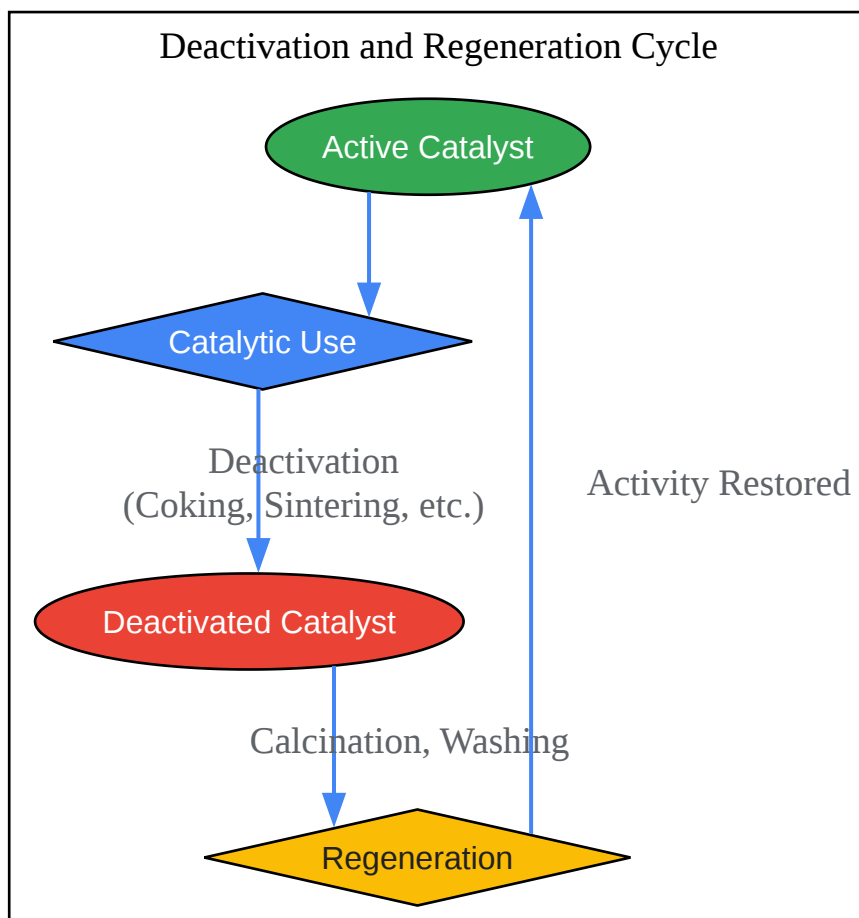 Deactivation and Regeneration Cycle
Active Catalyst
Catalytic Use
Deactivation
(Coking, Sintering, etc.)
Activity Restored
Deactivated Catalyst
Calcination, Washing
Regeneration